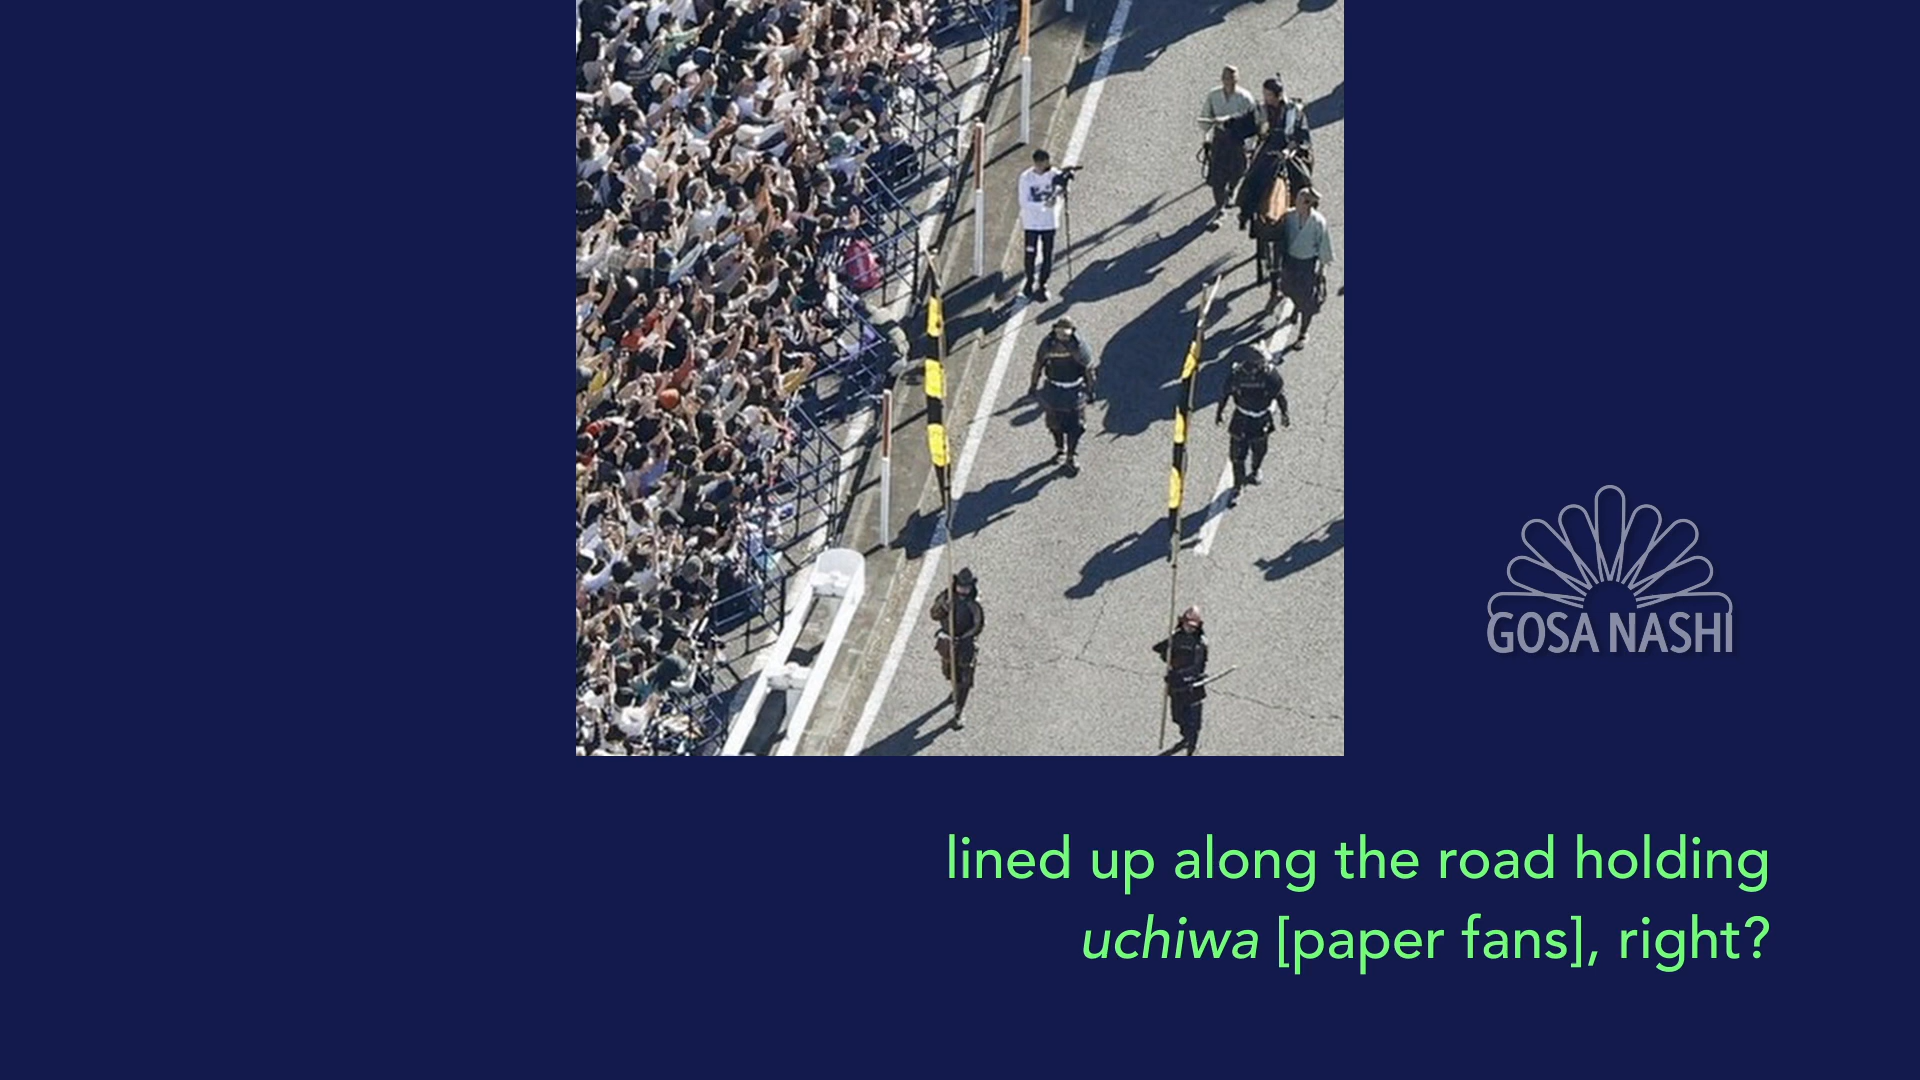 GOSA NASHI
lined up along the road holding
uchiwa [paper fans], right?